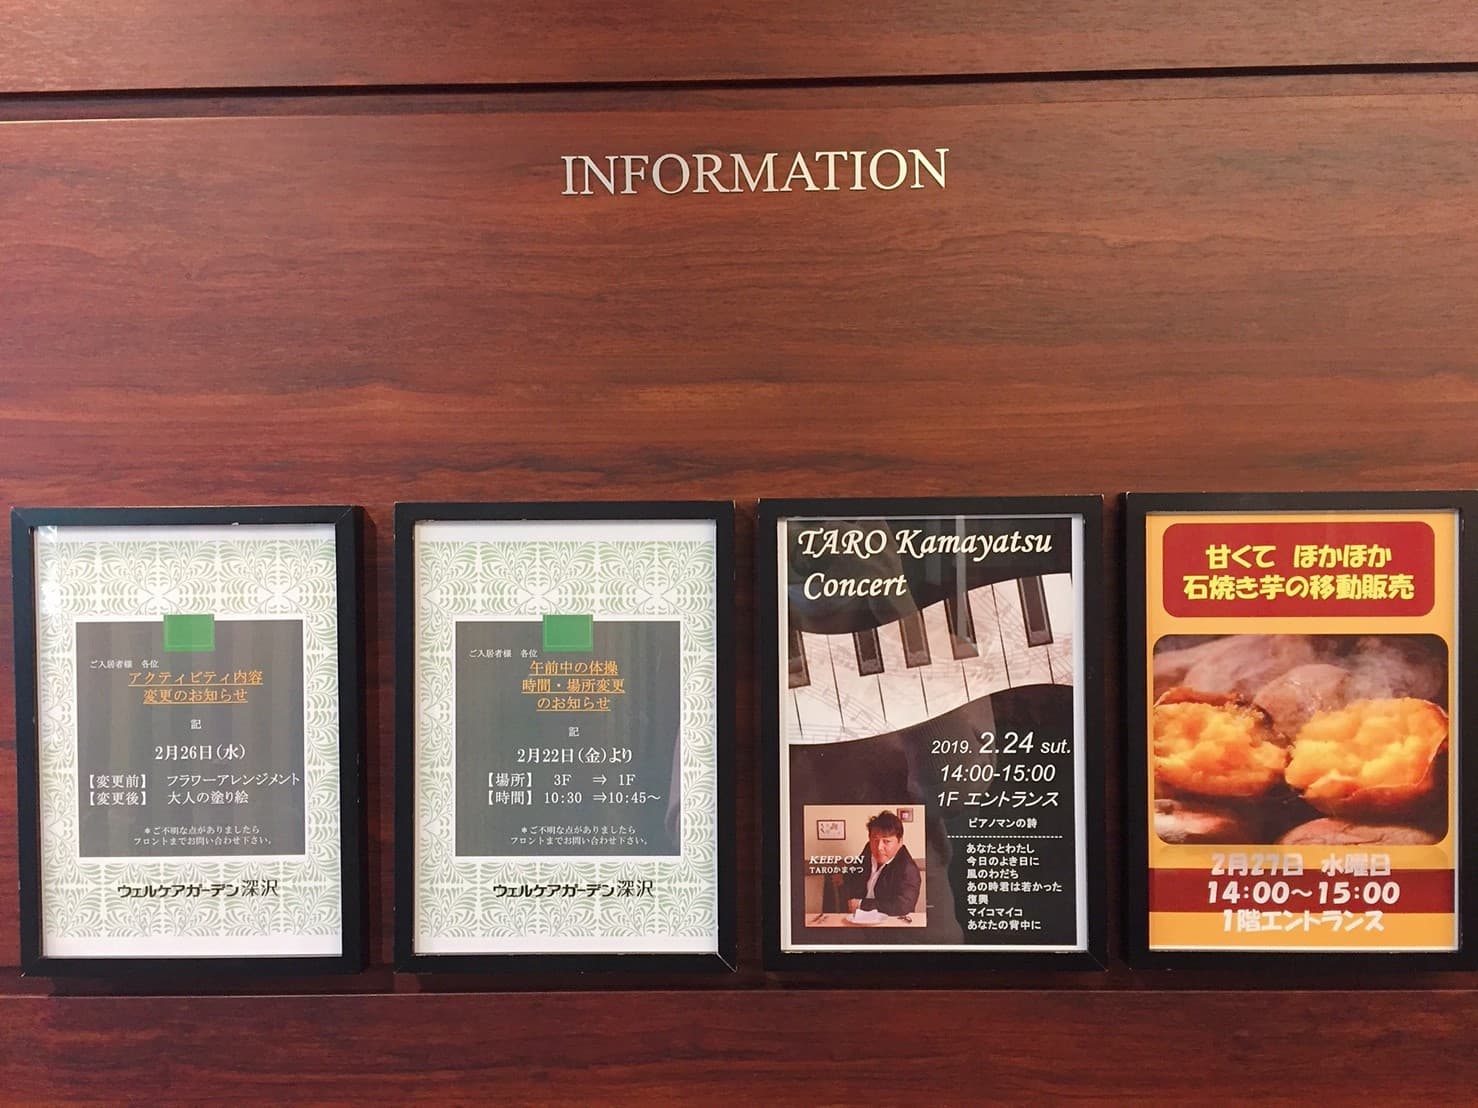 INFORMATION
ご入居者様 各位
アクティビティ内容
変更のお知らせ
記
2月26日(水)
【変更前】 フラワーアレンジメント
【変更後】 大人の塗り絵
＊ご不明な点がありましたら
フロントまでお問い合わせ下さい。
ウェルケアガーデン深沢
ご入居者様 各位
午前中の体操
時間・場所変更
のお知らせ
記
2月22日(金)より
【場所】 3F ⇒ 1F
【時間】 10:30 ⇒10:45～
＊ご不明な点がありましたら
フロントまでお問い合わせ下さい。
ウェルケアガーデン深沢
TARO Kamayatsu
Concert
2019. 2.24 sut.
14:00-15:00
1F エントランス
ピアノマンの詩
KEEP ON
TAROかまやつ
あなたとわたし
今日のよき日に
風のわだち
あの時君は若かった
復興
マイコマイコ
あなたの背中に
甘くて ほかほか
石焼き芋の移動販売
2月27日 水曜日
14:00～15:00
1階エントランス